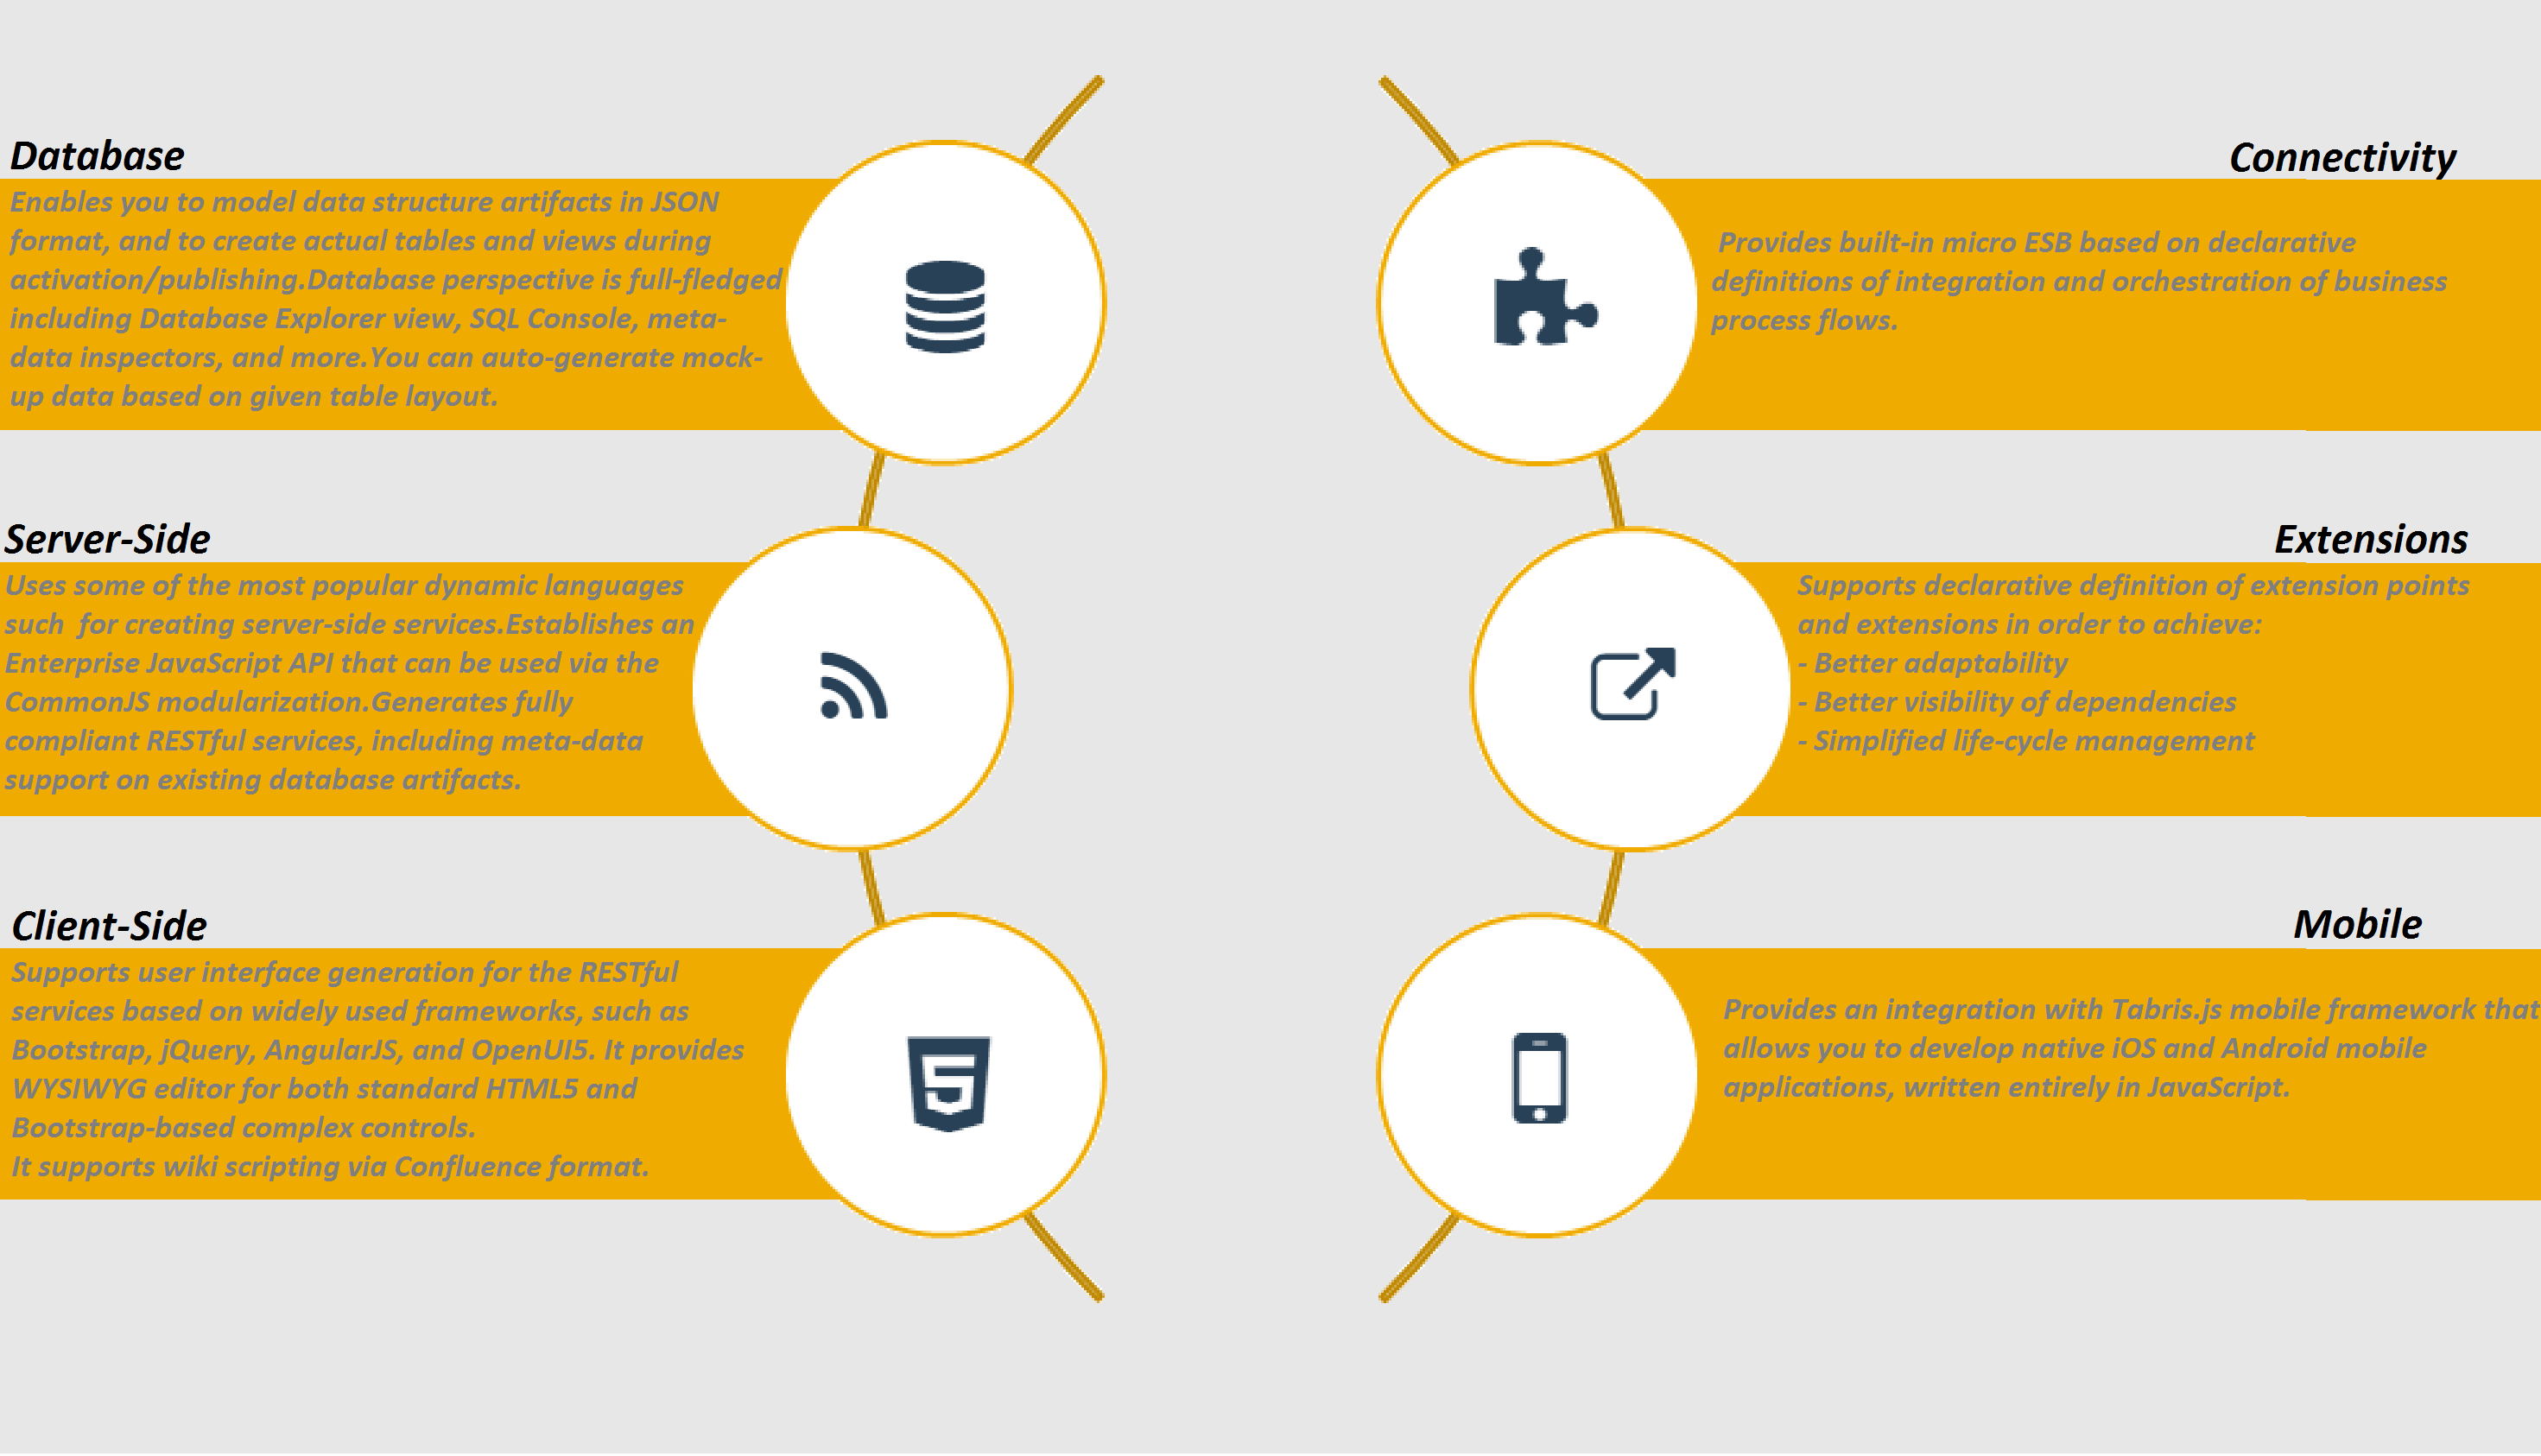 Database
Enables you to model data structure artifacts in JSON
format, and to create actual tables and views during
activation/publishing.Database perspective is full-fledged
including Database Explorer view, SQL Console, meta-
data inspectors, and more.You can auto-generate mock-
up data based on given table layout.
Server-Side
Uses some of the most popular dynamic languages
such  for creating server-side services.Establishes an
Enterprise JavaScript API that can be used via the
CommonJS modularization.Generates fully
compliant RESTful services, including meta-data
support on existing database artifacts.
Client-Side
Supports user interface generation for the RESTful
services based on widely used frameworks, such as
Bootstrap, jQuery, AngularJS, and OpenUI5. It provides
WYSIWYG editor for both standard HTML5 and
Bootstrap-based complex controls.
It supports wiki scripting via Confluence format.
Connectivity
Provides built-in micro ESB based on declarative
definitions of integration and orchestration of business
process flows.
Extensions
Supports declarative definition of extension points
and extensions in order to achieve:
- Better adaptability
- Better visibility of dependencies
- Simplified life-cycle management
Mobile
Provides an integration with Tabris.js mobile framework that
allows you to develop native iOS and Android mobile
applications, written entirely in JavaScript.